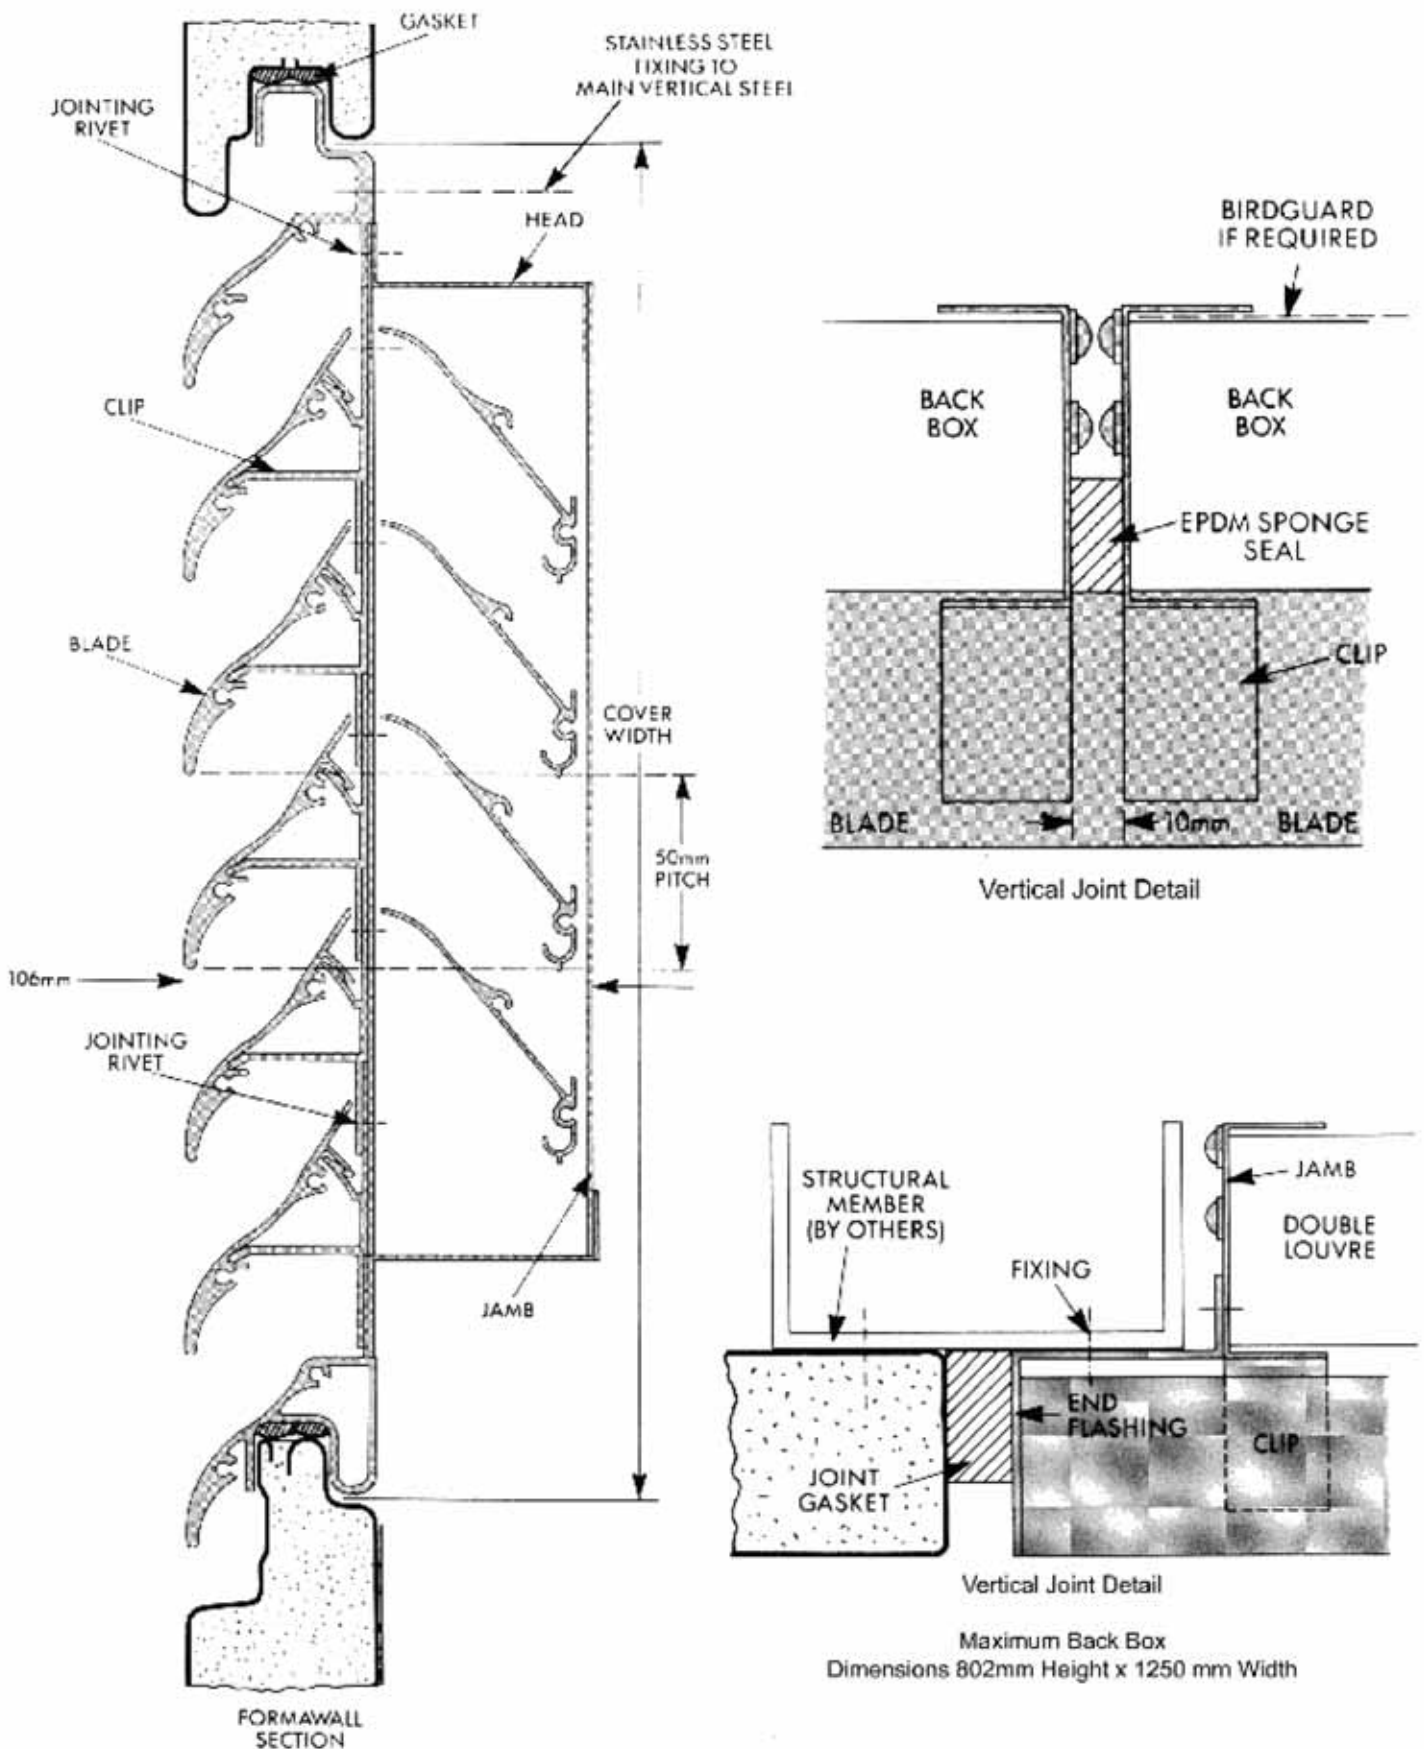 GASKET
STAINLESS STEEL
FIXING TO
MAIN VERTICAL STEEL
JOINTING
RIVET
HEAD
CLIP
BLADE
COVER
WIDTH
50mm
PITCH
106mm
JOINTING
RIVET
JAMB
FORMAWALL
SECTION
BIRDGUARD
IF REQUIRED
BACK
BOX
BACK
BOX
EPDM SPONGE
SEAL
CLIP
BLADE
10mm
BLADE
Vertical Joint Detail
STRUCTURAL
MEMBER
(BY OTHERS)
FIXING
JAMB
DOUBLE
LOUVRE
END
FLASHING
CLIP
JOINT
GASKET
Vertical Joint Detail
Maximum Back Box
Dimensions 802mm Height x 1250 mm Width